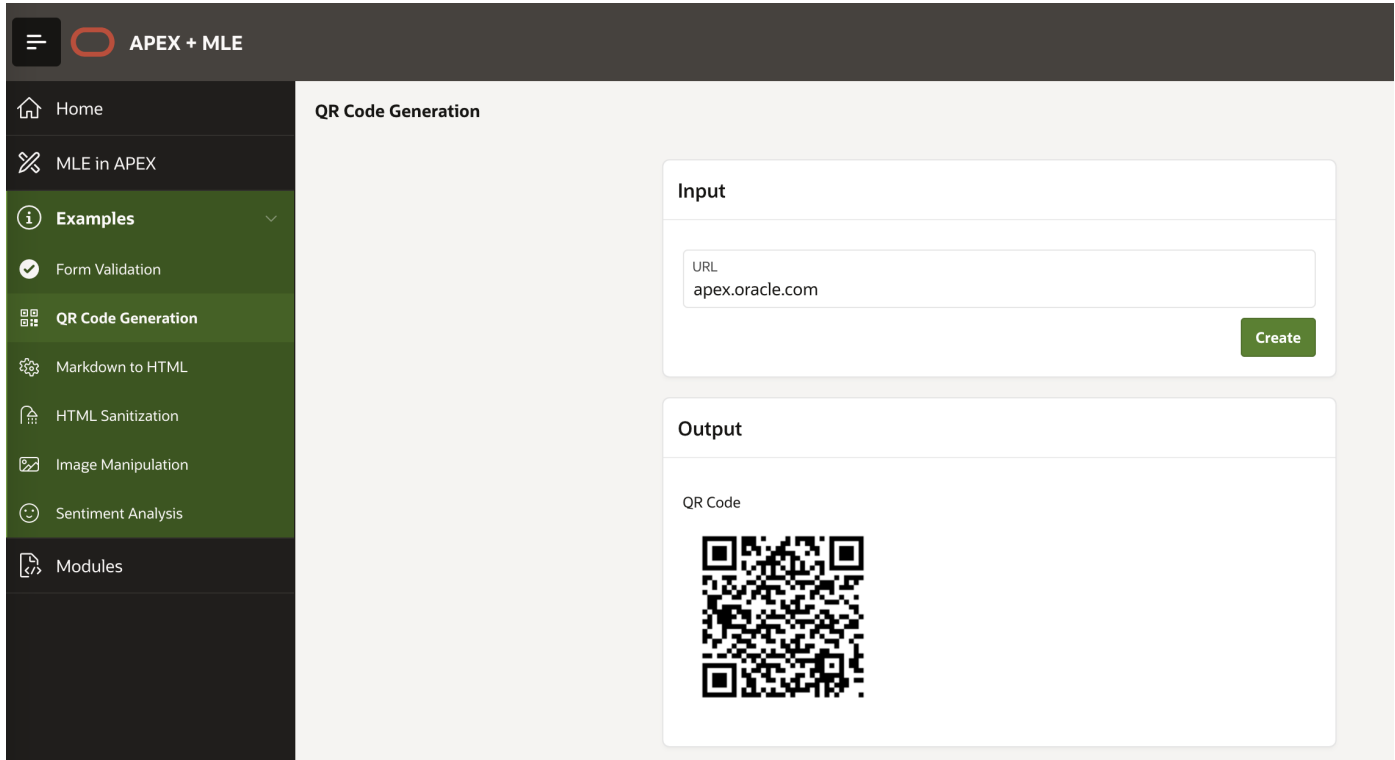 APEX + MLE
Home
MLE in APEX
Examples
Form Validation
QR Code Generation
Markdown to HTML
HTML Sanitization
Image Manipulation
Sentiment Analysis
Modules
QR Code Generation
Input
URL
apex.oracle.com
Create
Output
QR Code